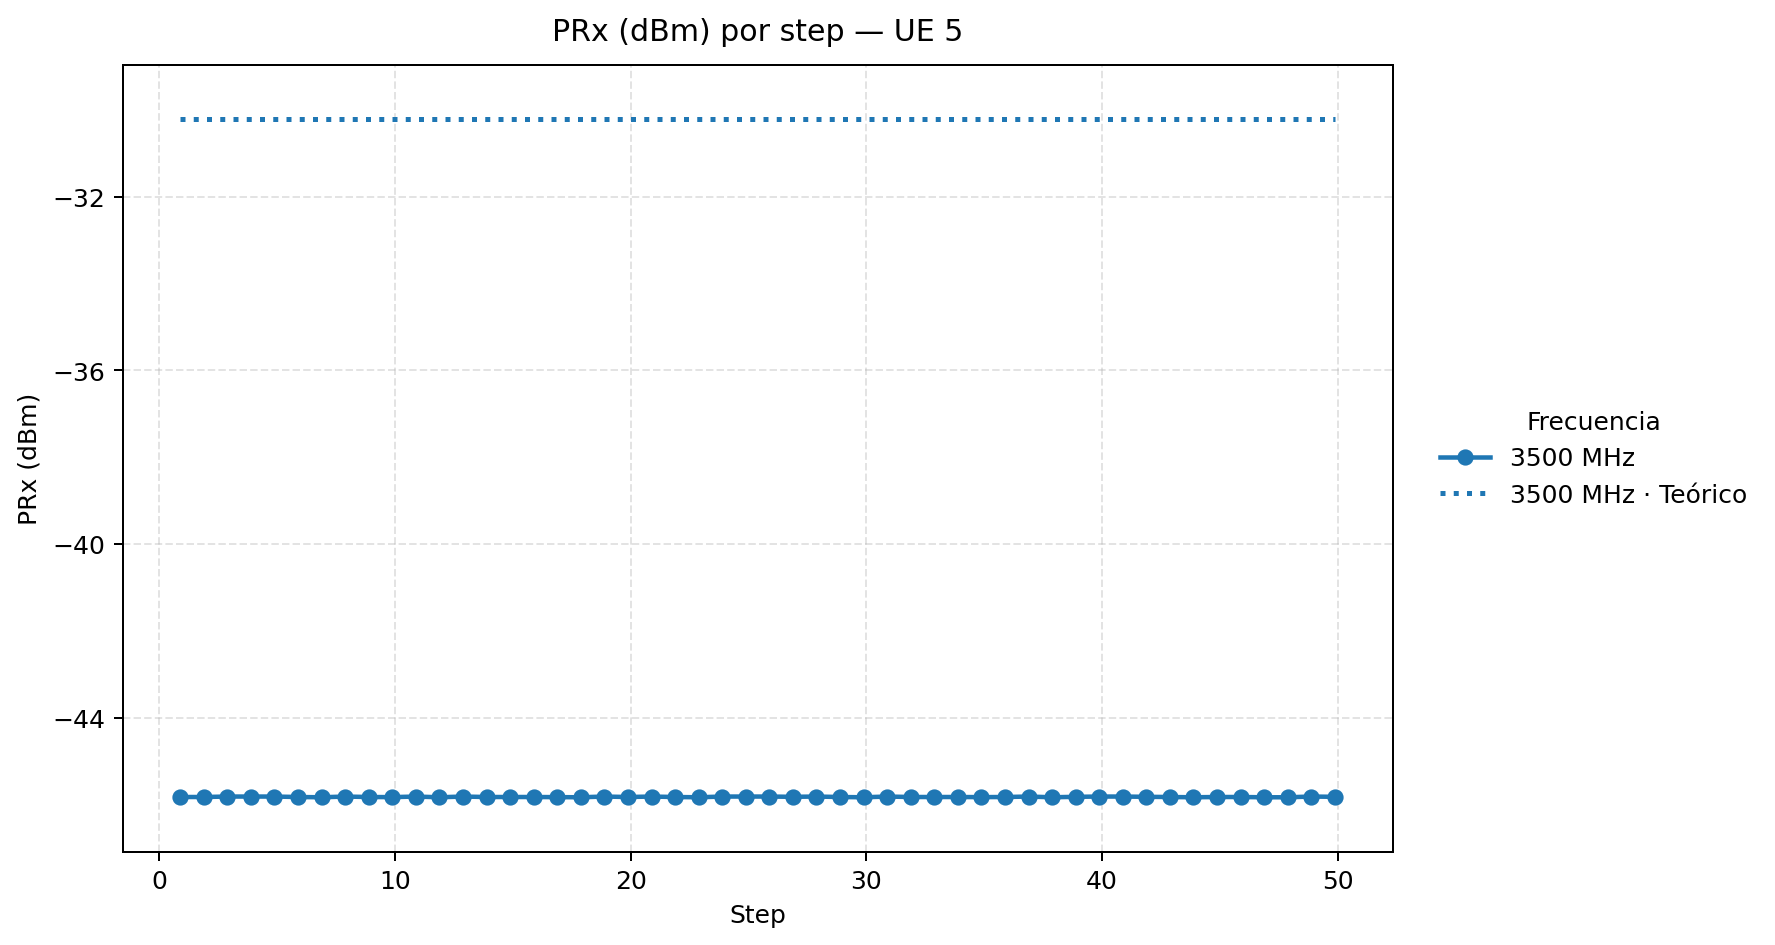 PRx (dBm) por step — UE 5
PRx (dBm)
−32
−36
−40
−44
0 10 20 30 40 50
Step
Frecuencia
3500 MHz
3500 MHz · Teórico